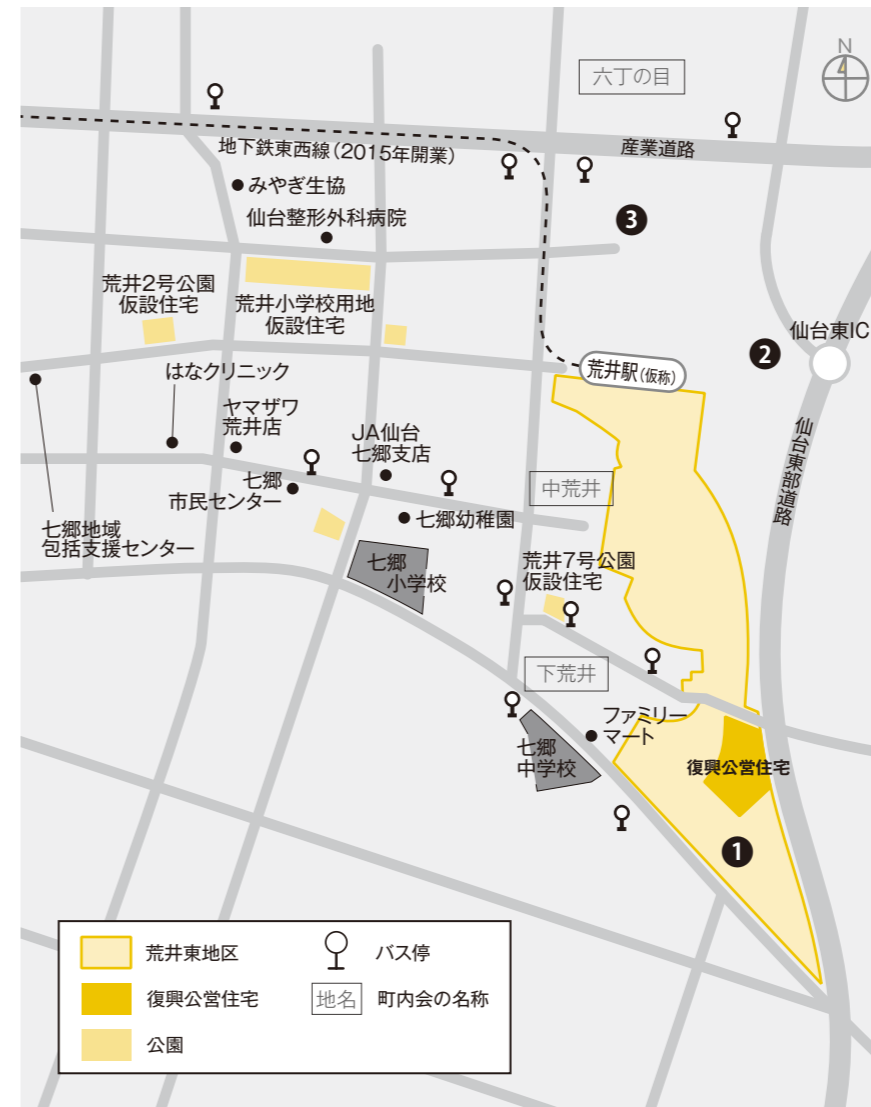 N
六丁の目
産業道路
地下鉄東西線（2015年開業）
みやぎ生協
仙台整形外科病院
❸
荒井2号公園
仮設住宅
荒井小学校用地
仮設住宅
仙台東IC
❷
荒井駅（仮称）
はなクリニック
ヤマザワ
荒井店
JA仙台
七郷支店
仙台東部道路
中荒井
七郷
市民センター
七郷幼稚園
七郷地域
包括支援センター
七郷
小学校
荒井7号公園
仮設住宅
下荒井
ファミリー
マート
七郷
中学校
復興公営住宅
❶
荒井東地区
バス停
復興公営住宅
地名
町内会の名称
公園